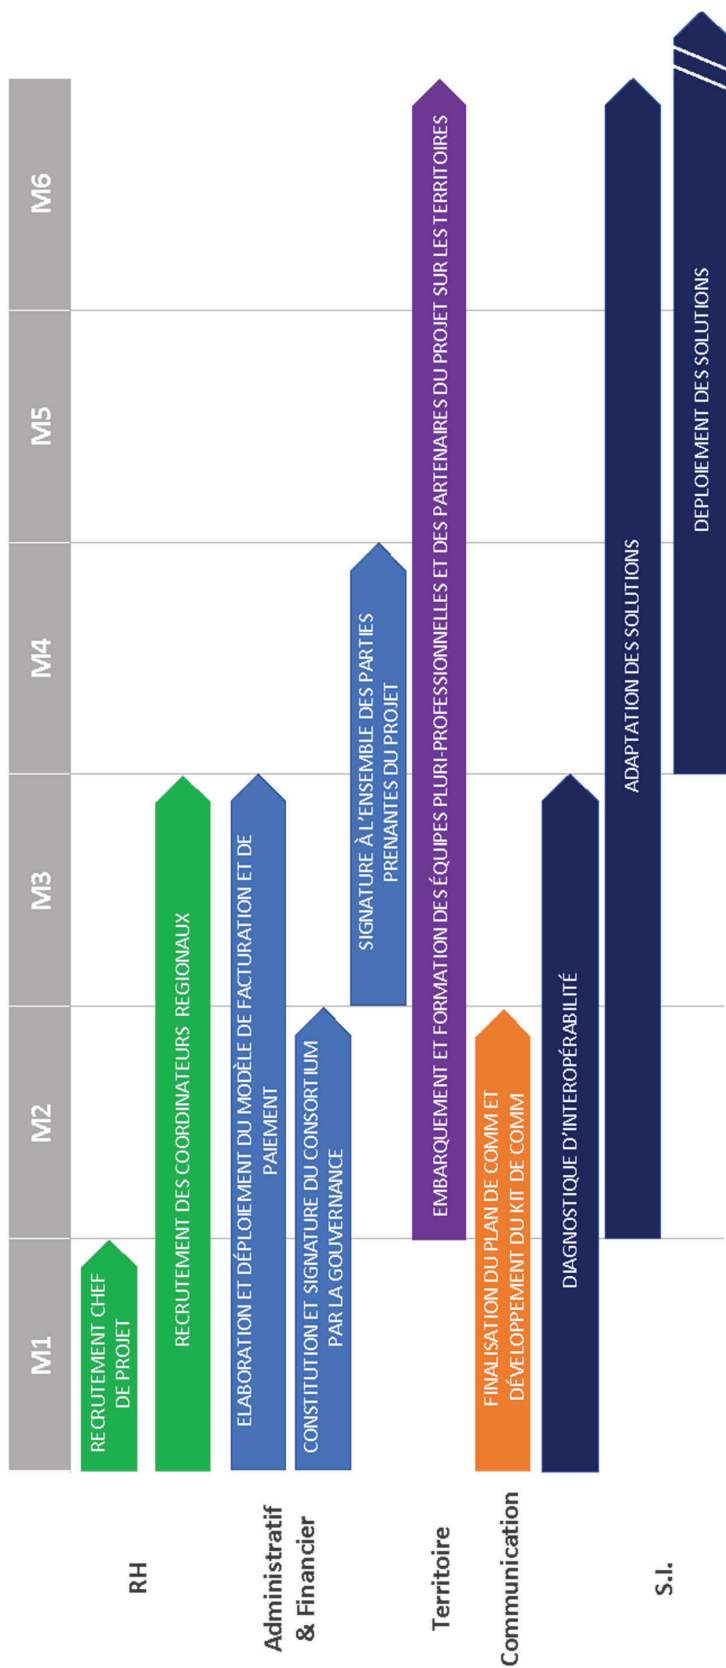 M1 M2 M3 M4 M5 M6
RH
RECRUTEMENT CHEF
DE PROJET
RECRUTEMENT DES COORDINATEURS REGIONAUX
Administratif
& Financier
ELABORATION ET DÉPLOIEMENT DU MODÈLE DE FACTURATION ET DE
PAIEMENT
CONSTITUTION ET SIGNATURE DU CONSORTIUM
PAR LA GOUVERNANCE
SIGNATURE À L'ENSEMBLE DES PARTIES
PRENANTES DU PROJET
Territoire
EMBARQUEMENT ET FORMATION DES ÉQUIPES PLURI-PROFESSIONNELLES ET DES PARTENAIRES DU PROJET SUR LES TERRITOIRES
Communication
FINALISATION DU PLAN DE COMM ET
DÉVELOPPEMENT DU KIT DE COMM
S.I.
DIAGNOSTIQUE D'INTEROPÉRABILITÉ
ADAPTATION DES SOLUTIONS
DEPLOIEMENT DES SOLUTIONS